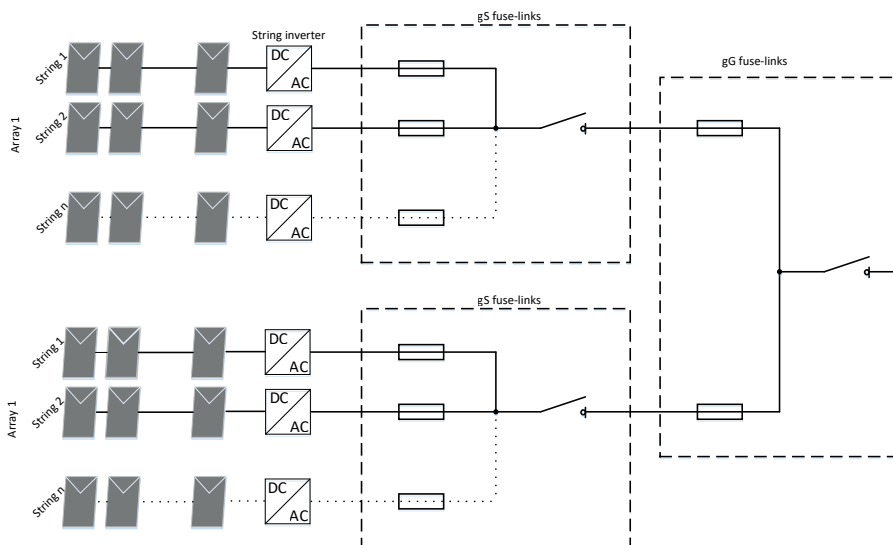 gS fuse-links
String inverter
gG fuse-links
Array 1
String 1
DC
AC
String 2
DC
AC
String n
DC
AC
gS fuse-links
Array 1
String 1
DC
AC
String 2
DC
AC
String n
DC
AC